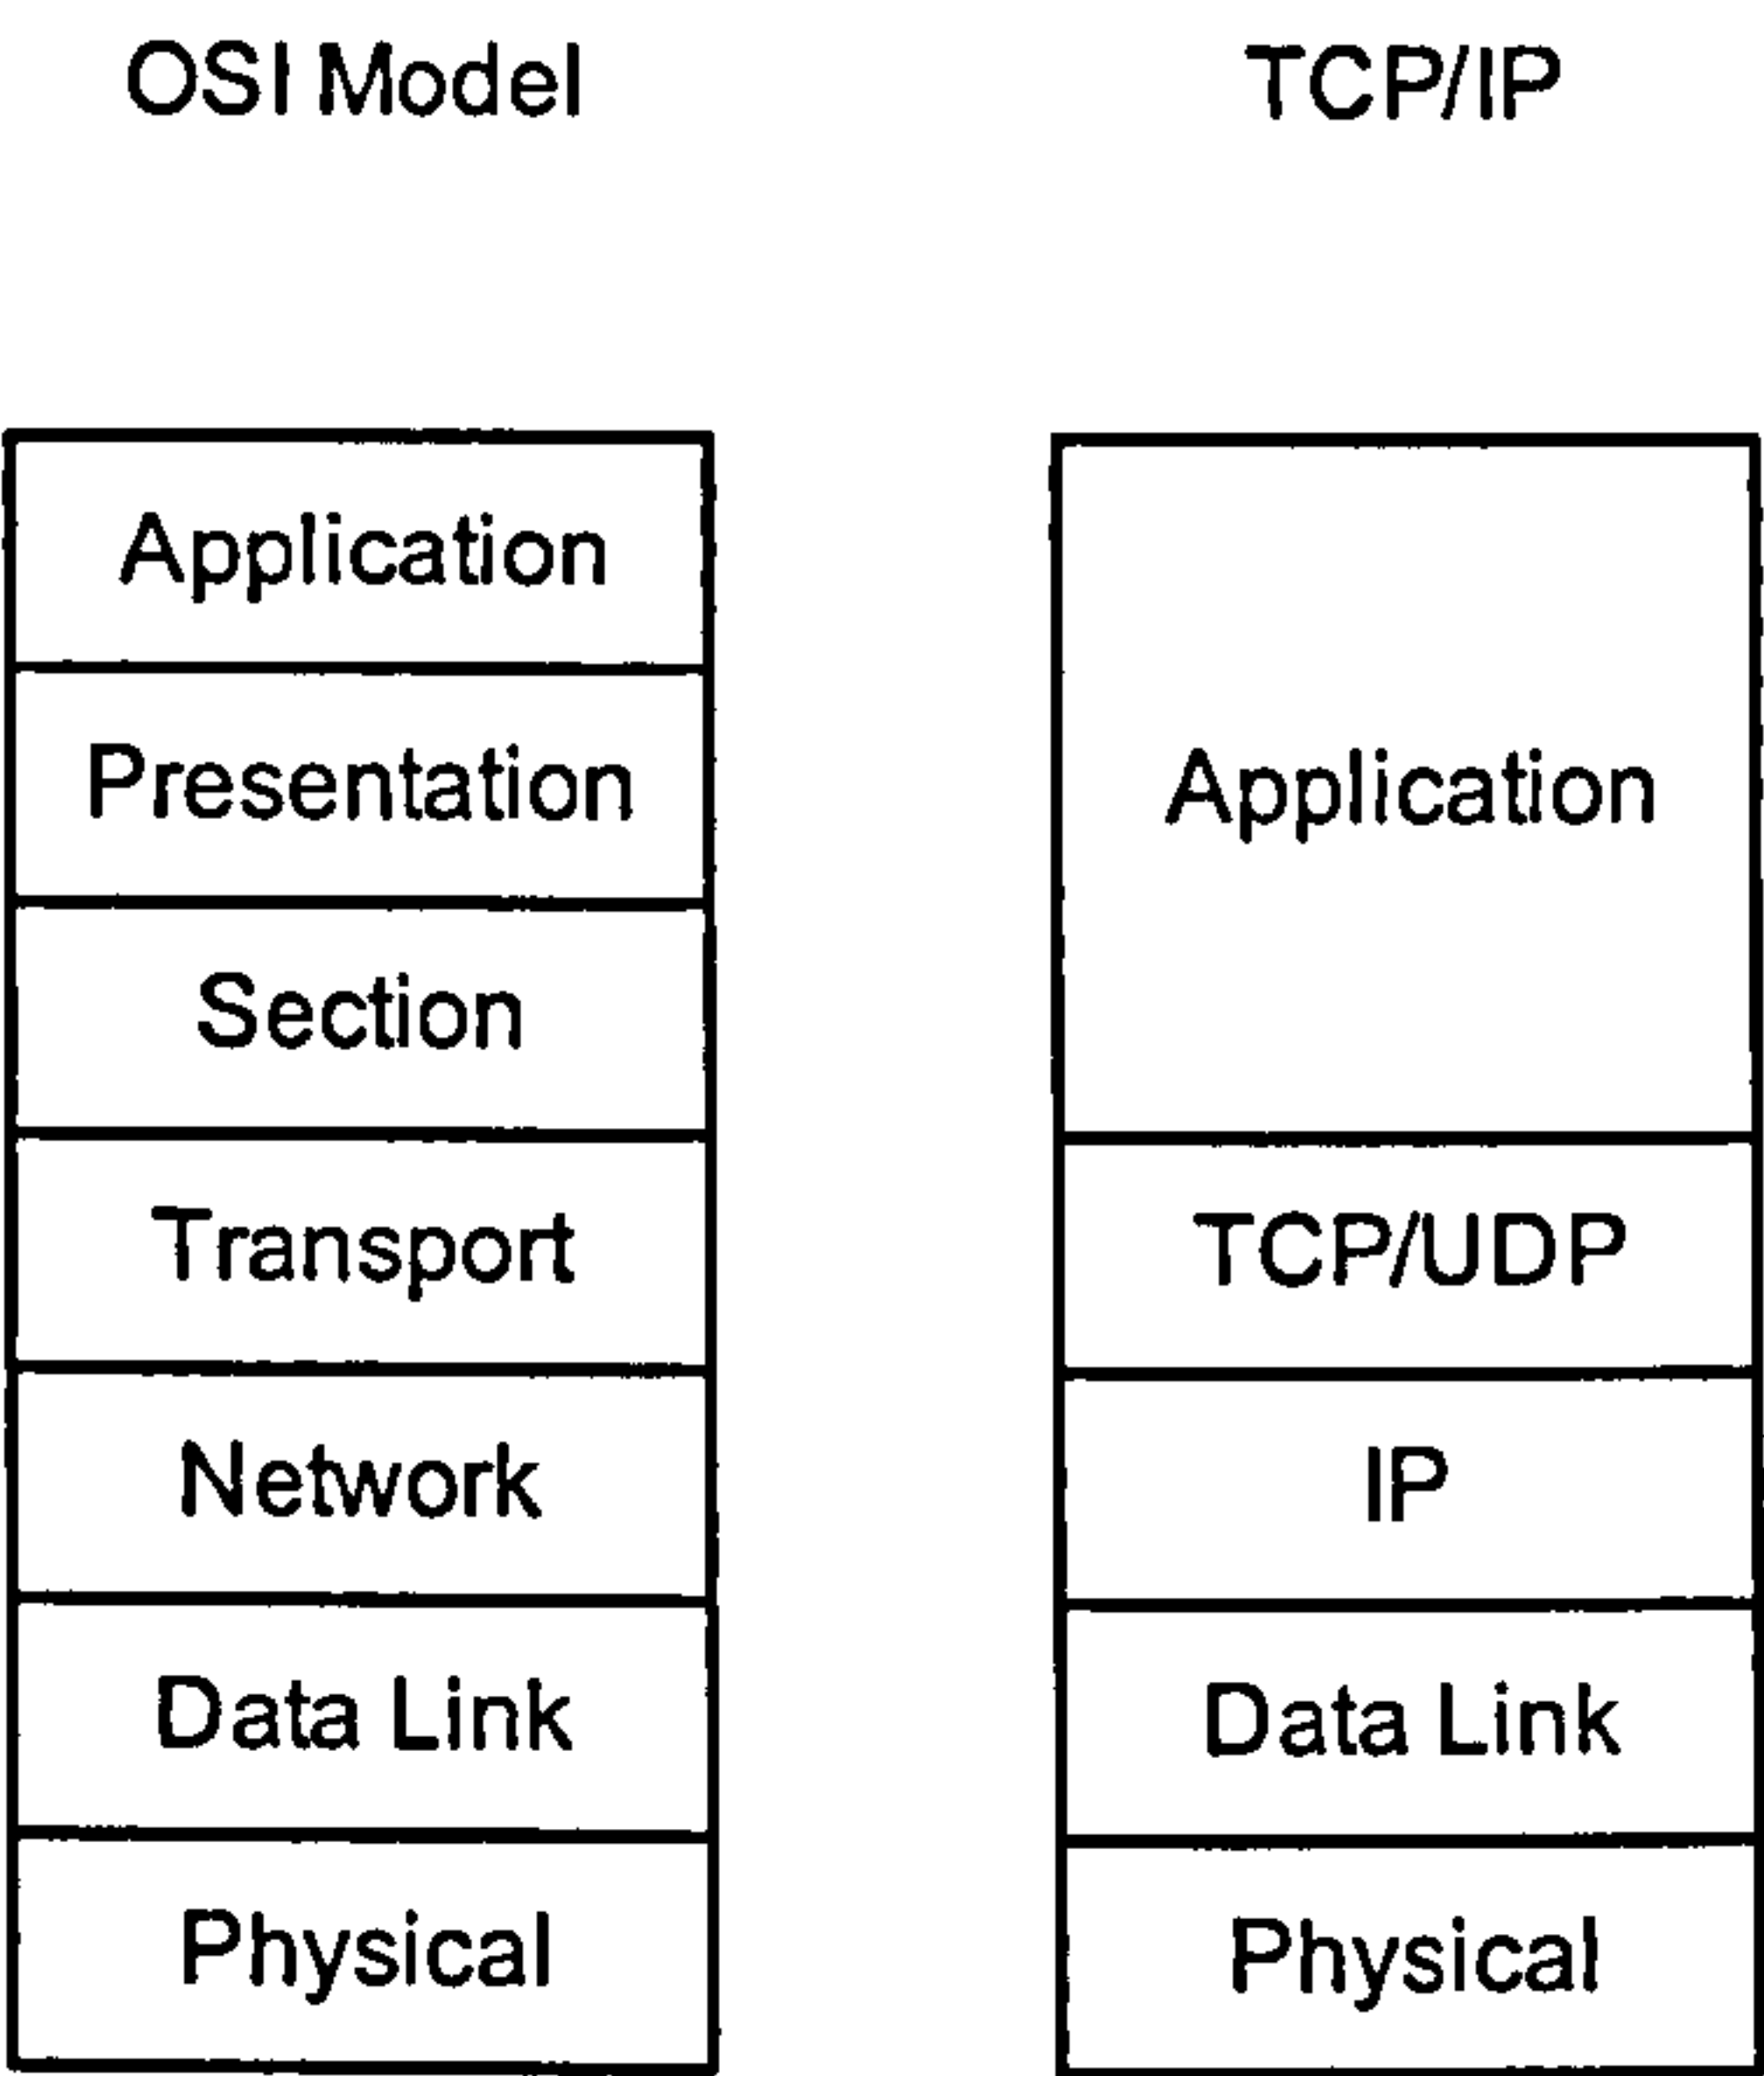 OSI Model
Application
Presentation
Section
Transport
Network
Data Link
Physical
TCP/IP
Application
TCP/UDP
IP
Data Link
Physical